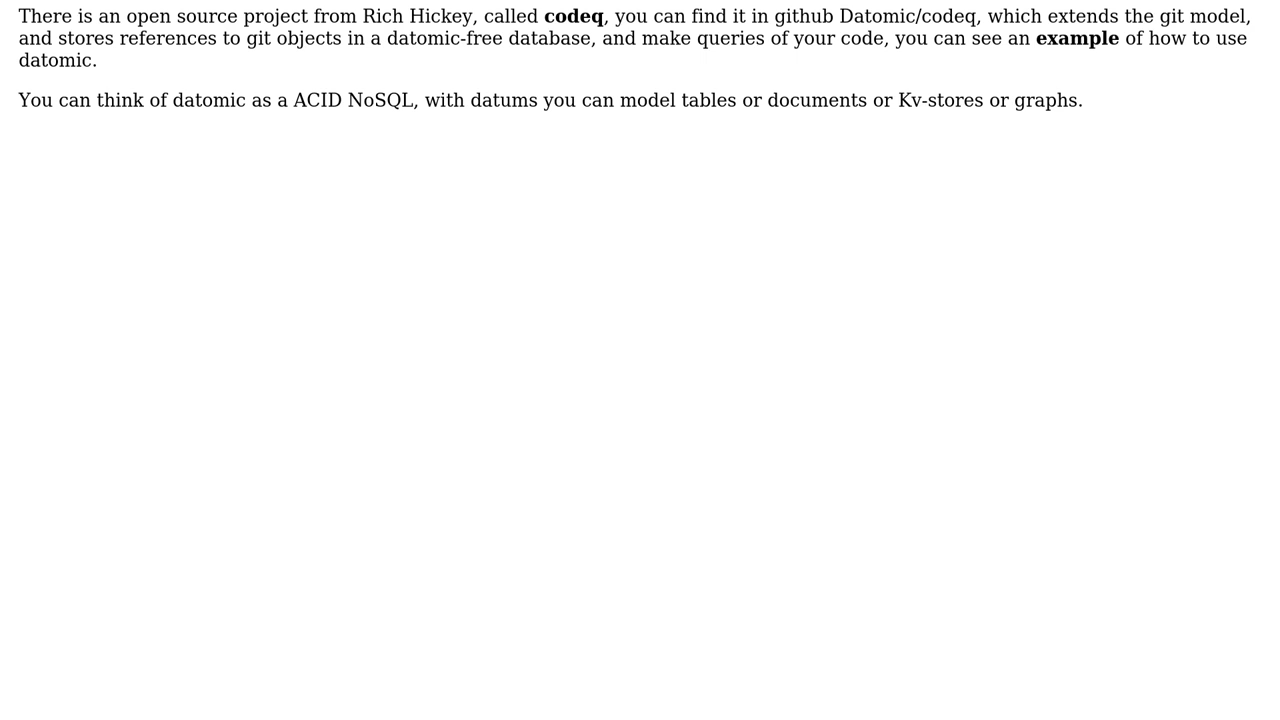 There is an open source project from Rich Hickey, called codeq, you can find it in github Datomic/codeq, which extends the git model,
and stores references to git objects in a datomic-free database, and make queries of your code, you can see an example of how to use
datomic.
You can think of datomic as a ACID NoSQL, with datums you can model tables or documents or Kv-stores or graphs.